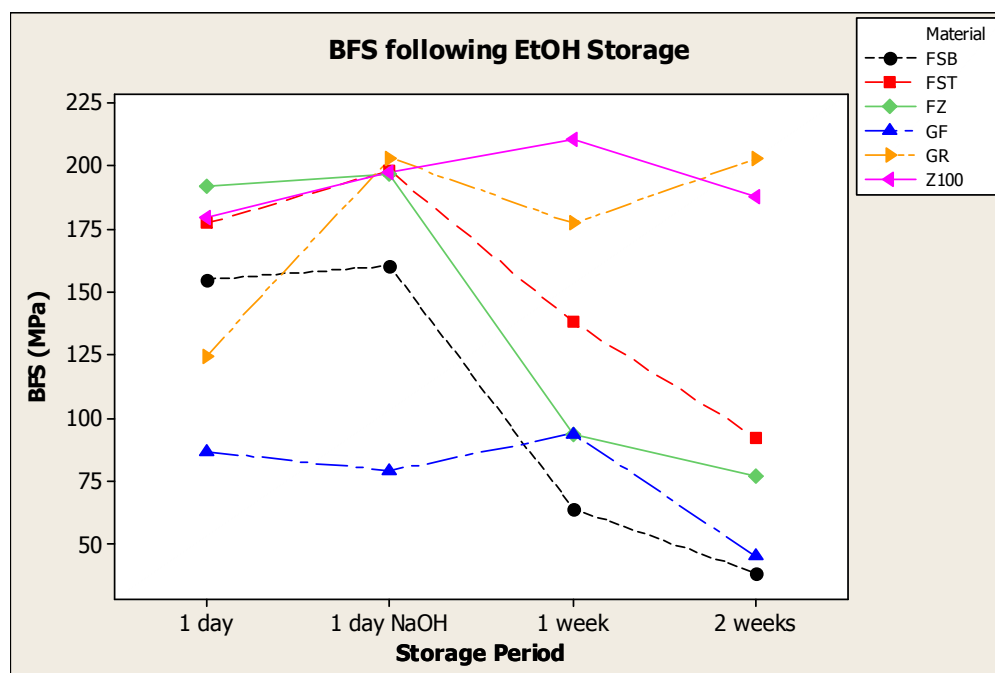 BFS following EtOH Storage
Material
FSB
FST
FZ
GF
GR
Z100
BFS (MPa)
225
200
175
150
125
100
75
50
1 day
1 day NaOH
1 week
2 weeks
Storage Period